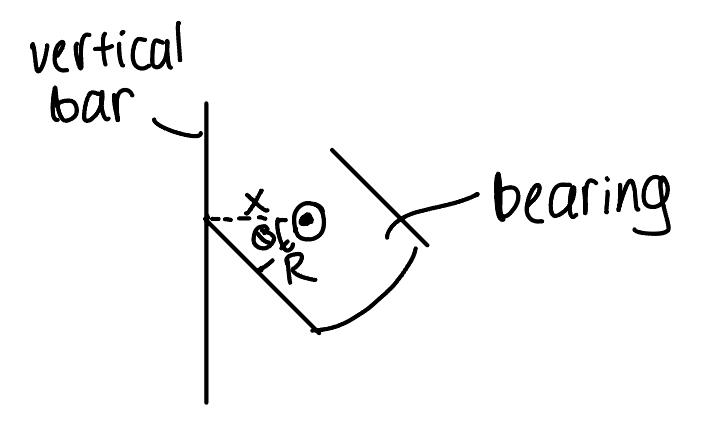 vertical
bar
X
bearing
θ
R